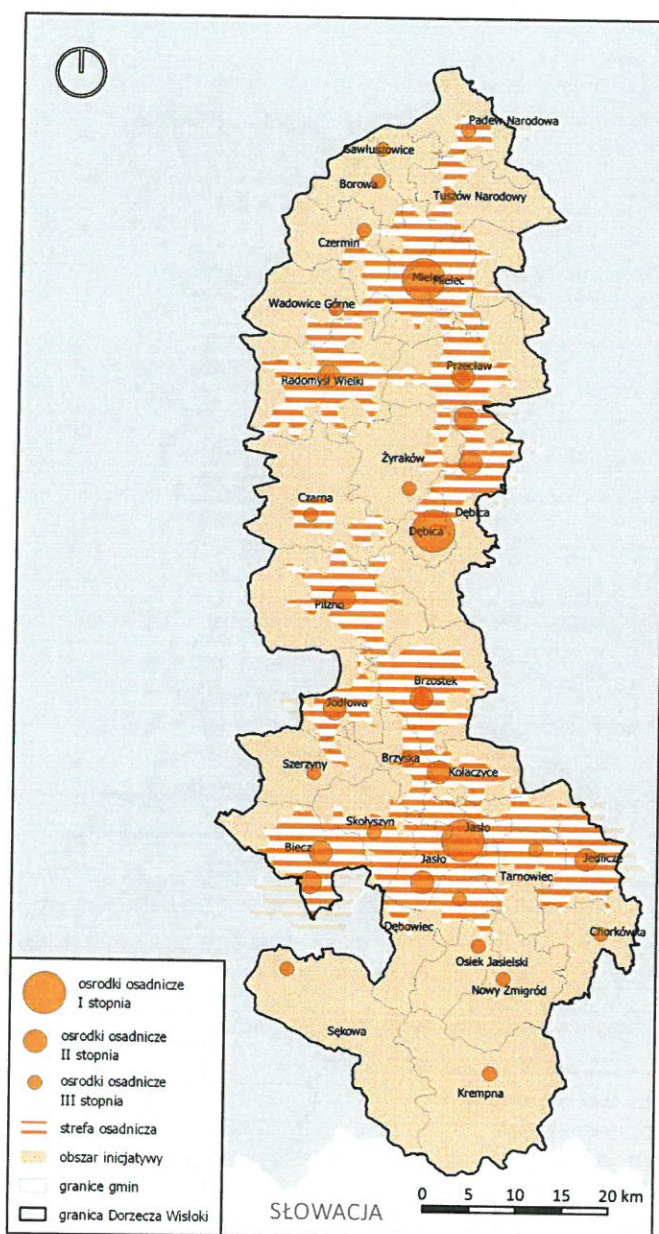 Padew Narodowa
Gawłuszowice
Borowa
Tuszów Narodowy
Czermin
Mielec
Mielec
Wadowice Górne
Przecław
Radomyśl Wielki
Żyraków
Czarna
Dębica
Dębica
Pilzno
Brzostek
Jodłowa
Brzyska
Szerzyny
Kołaczyce
Skołyszyn
Jasło
Biecz
Jasło
Jedlicze
Tarnowiec
Dębowiec
Chorkówka
Osiek Jasielski
Nowy Żmigród
Sękowa
Krempna
osrodki osadnicze
I stopnia
osrodki osadnicze
II stopnia
osrodki osadnicze
III stopnia
strefa osadnicza
obszar inicjatywy
granice gmin
granica Dorzecza Wisłoki
SŁOWACJA
0 5 10 15 20 km